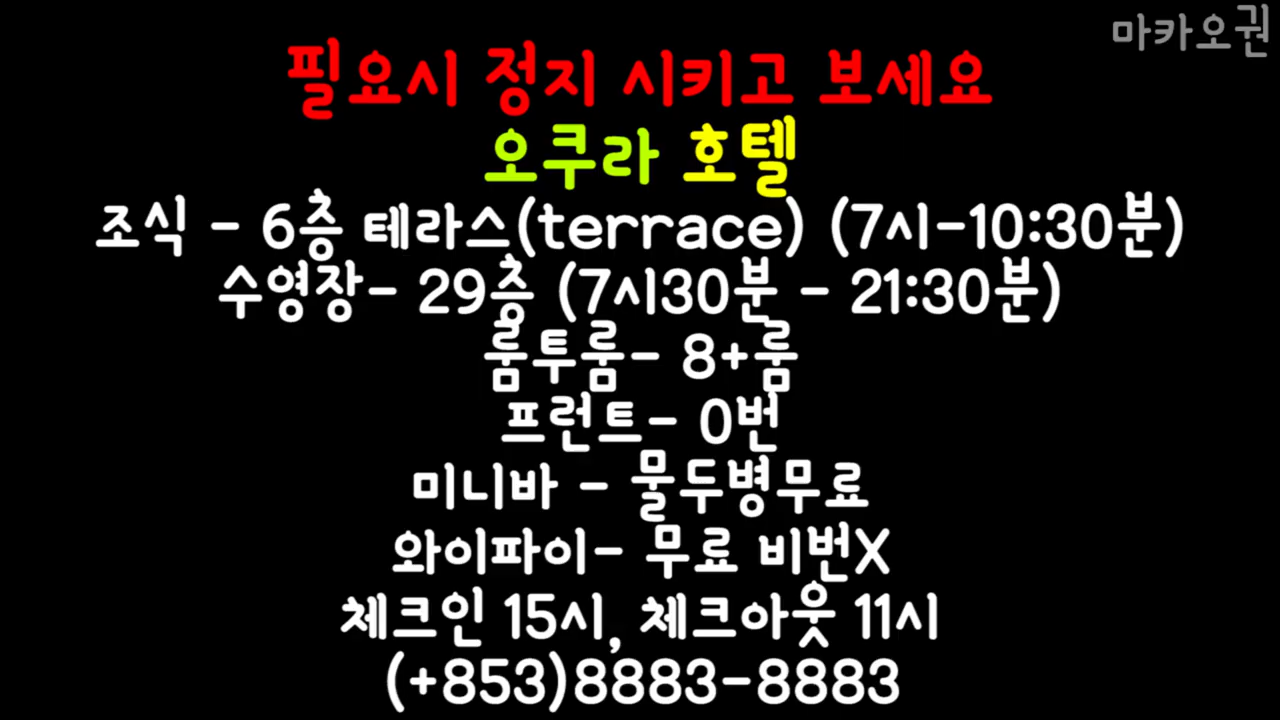 마카오권
필요시 정지 시키고 보세요
오쿠라 호텔
조식 - 6층 테라스(terrace) (7시-10:30분)
수영장- 29층 (7시30분 - 21:30분)
룸투룸- 8+룸
프런트- 0번
미니바 - 물두병무료
와이파이- 무료 비번X
체크인 15시, 체크아웃 11시
(+853)8883-8883